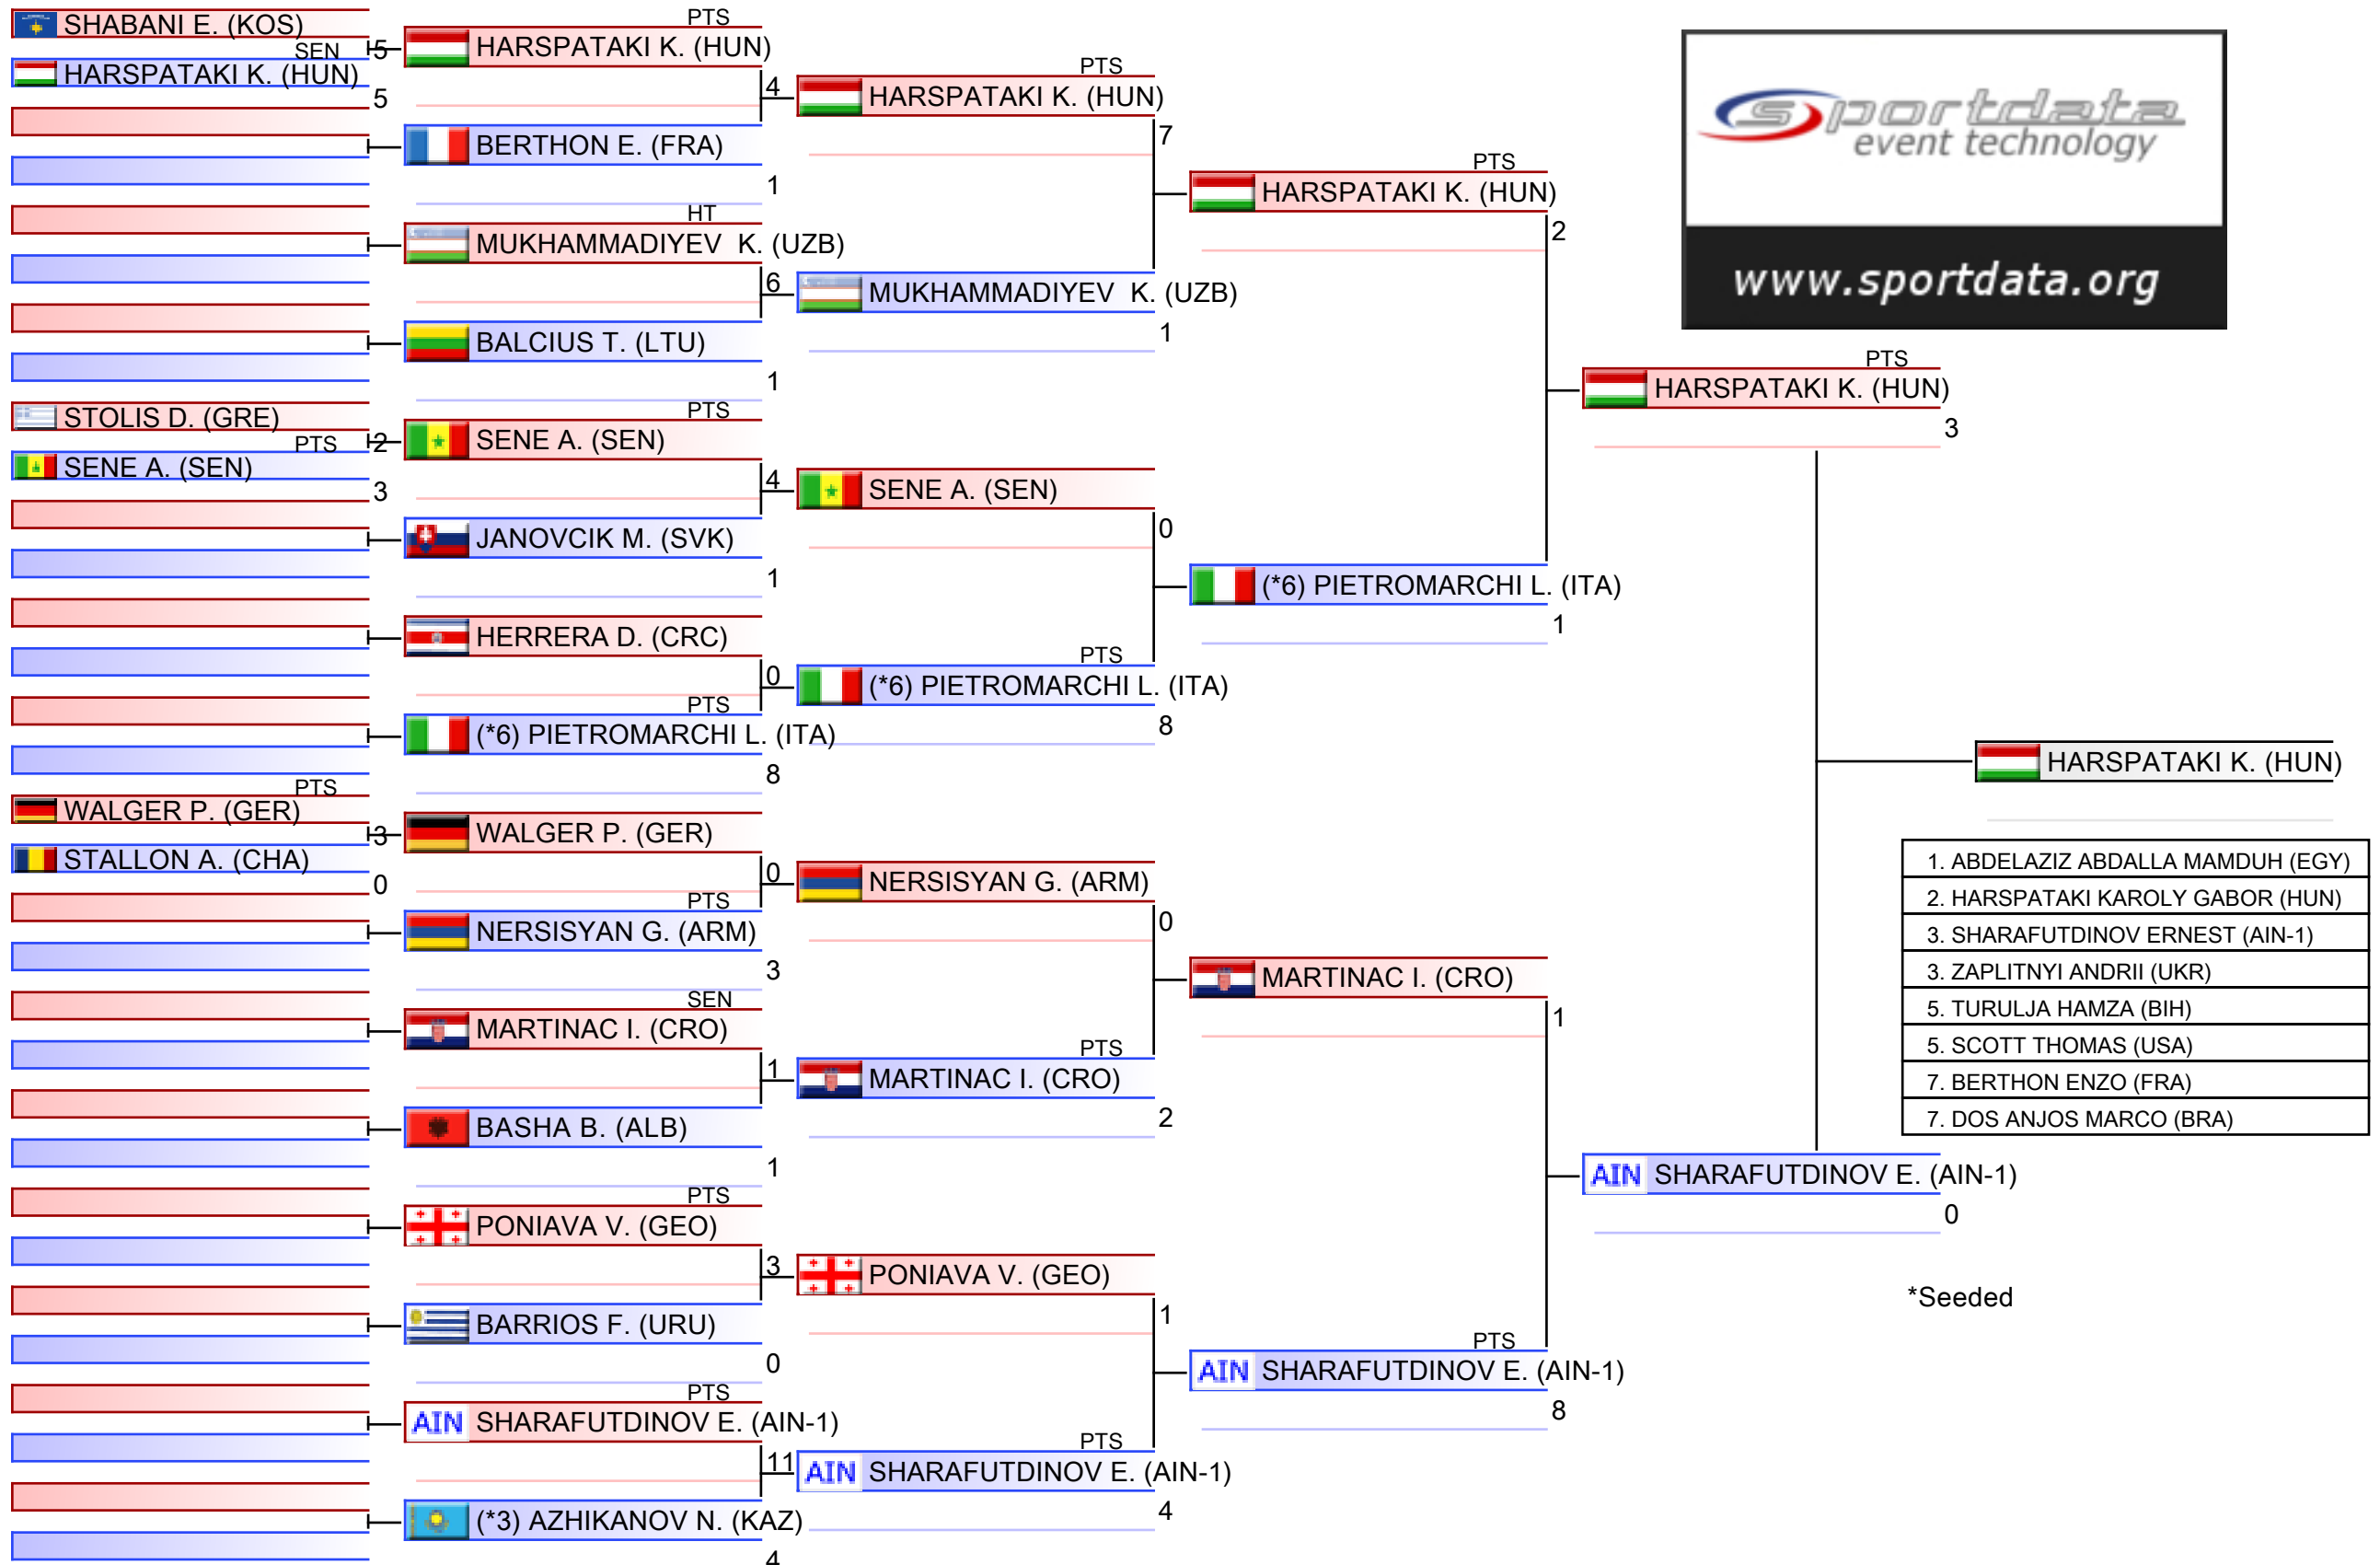 SHABANI E. (KOS)
SEN
5
HARSPATAKI K. (HUN)
5
STOLIS D. (GRE)
PTS
2
SENE A. (SEN)
3
PTS
WALGER P. (GER)
3
STALLON A. (CHA)
0
PTS
HARSPATAKI K. (HUN)
4
BERTHON E. (FRA)
1
HT
MUKHAMMADIYEV K. (UZB)
6
BALCIUS T. (LTU)
1
PTS
SENE A. (SEN)
4
JANOVCIK M. (SVK)
1
HERRERA D. (CRC)
0
PTS
(*6) PIETROMARCHI L. (ITA)
8
WALGER P. (GER)
0
PTS
NERSISYAN G. (ARM)
3
SEN
MARTINAC I. (CRO)
1
BASHA B. (ALB)
1
PTS
PONIAVA V. (GEO)
3
BARRIOS F. (URU)
0
PTS
AIN SHARAFUTDINOV E. (AIN-1)
11
(*3) AZHIKANOV N. (KAZ)
4
PTS
HARSPATAKI K. (HUN)
7
MUKHAMMADIYEV K. (UZB)
1
SENE A. (SEN)
0
PTS
(*6) PIETROMARCHI L. (ITA)
8
NERSISYAN G. (ARM)
0
PTS
MARTINAC I. (CRO)
2
PONIAVA V. (GEO)
1
PTS
AIN SHARAFUTDINOV E. (AIN-1)
4
PTS
HARSPATAKI K. (HUN)
2
(*6) PIETROMARCHI L. (ITA)
1
MARTINAC I. (CRO)
1
PTS
AIN SHARAFUTDINOV E. (AIN-1)
8
PTS
HARSPATAKI K. (HUN)
3
AIN SHARAFUTDINOV E. (AIN-1)
0
HARSPATAKI K. (HUN)
sportdata
event technology
www.sportdata.org
1. ABDELAZIZ ABDALLA MAMDUH (EGY)
2. HARSPATAKI KAROLY GABOR (HUN)
3. SHARAFUTDINOV ERNEST (AIN-1)
3. ZAPLITNYI ANDRII (UKR)
5. TURULJA HAMZA (BIH)
5. SCOTT THOMAS (USA)
7. BERTHON ENZO (FRA)
7. DOS ANJOS MARCO (BRA)
*Seeded